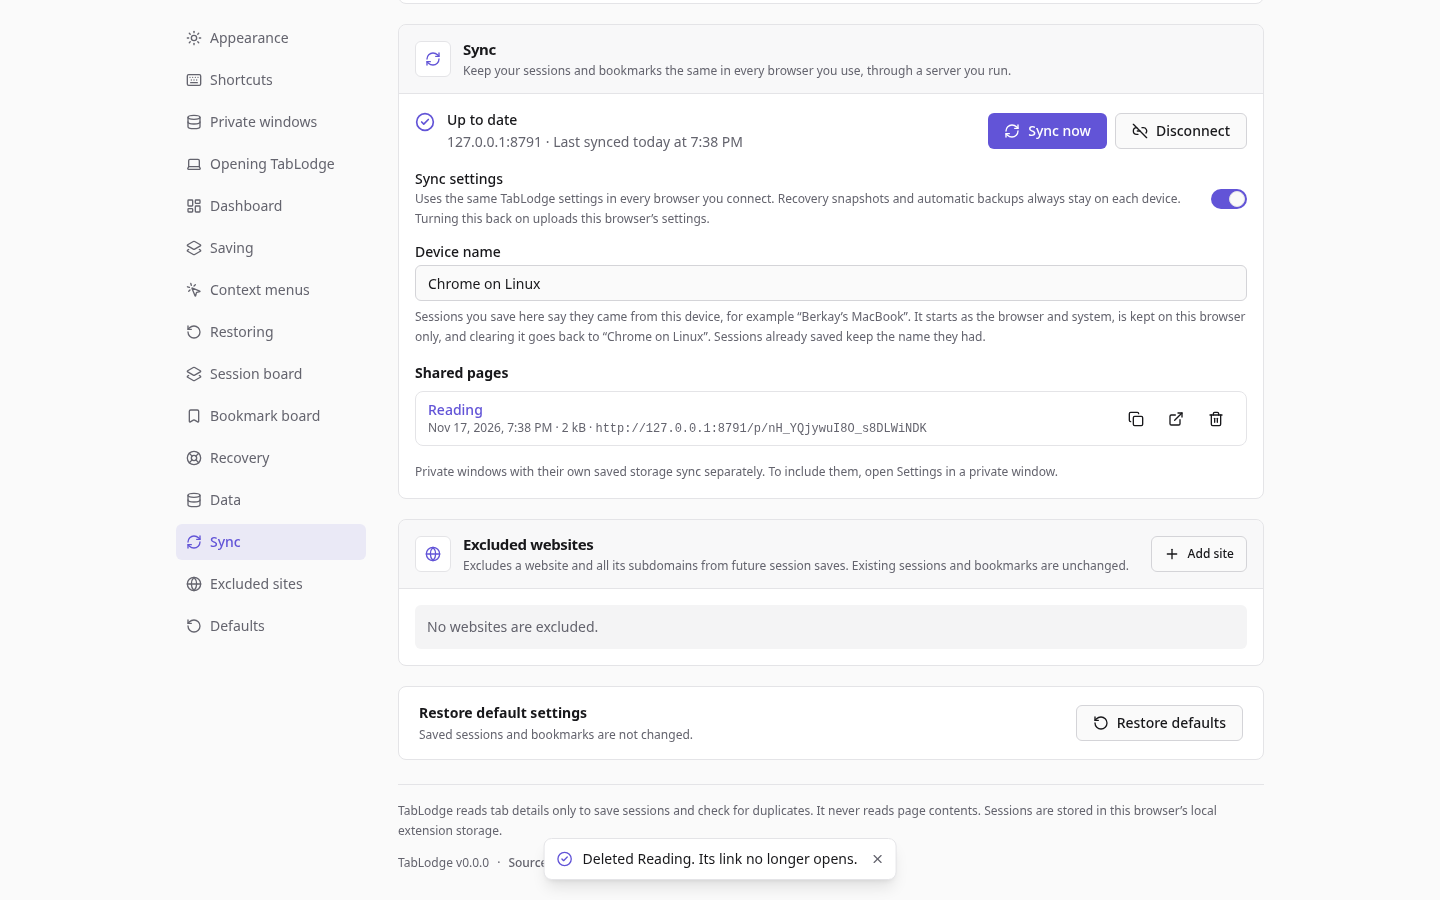 Appearance
Shortcuts
Private windows
Opening TabLodge
Dashboard
Saving
Context menus
Restoring
Session board
Bookmark board
Recovery
Data
Sync
Excluded sites
Defaults
Sync
Keep your sessions and bookmarks the same in every browser you use, through a server you run.
Up to date
127.0.0.1:8791 · Last synced today at 7:38 PM
Sync now
Disconnect
Sync settings
Uses the same TabLodge settings in every browser you connect. Recovery snapshots and automatic backups always stay on each device.
Turning this back on uploads this browser’s settings.
Device name
Chrome on Linux
Sessions you save here say they came from this device, for example “Berkay’s MacBook”. It starts as the browser and system, is kept on this browser
only, and clearing it goes back to “Chrome on Linux”. Sessions already saved keep the name they had.
Shared pages
Reading
Nov 17, 2026, 7:38 PM · 2 kB · http://127.0.0.1:8791/p/nH_YQjywuI8O_s8DLWiNDK
Private windows with their own saved storage sync separately. To include them, open Settings in a private window.
Excluded websites
Excludes a website and all its subdomains from future session saves. Existing sessions and bookmarks are unchanged.
Add site
No websites are excluded.
Restore default settings
Saved sessions and bookmarks are not changed.
Restore defaults
TabLodge reads tab details only to save sessions and check for duplicates. It never reads page contents. Sessions are stored in this browser’s local
extension storage.
TabLodge v0.0.0 · Source
Deleted Reading. Its link no longer opens.